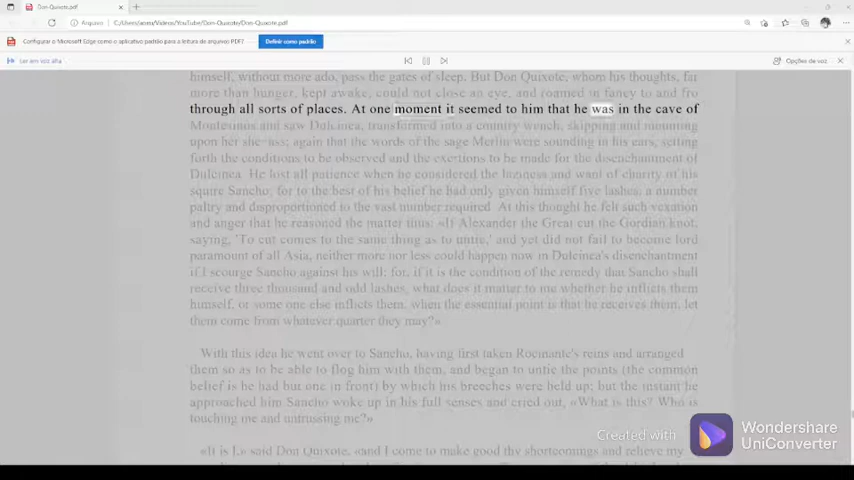 Don-Quixote.pdf
Arquivo
C:/Users/acara/Videos/YouTube/Don-Quixote/Don-Quixote.pdf
Configurar o Microsoft Edge como o aplicativo padrão para a leitura de arquivos PDF?
Definir como padrão
Ler em voz alta
Opções de voz
himself, without more ado, pass the gates of sleep. But Don Quixote, whom his thoughts, far
more than hunger, kept awake, could not close an eye, and roamed in fancy to and fro
through all sorts of places. At one moment it seemed to him that he was in the cave of
Montesinos and saw Dulcinea, transformed into a country wench, skipping and mounting
upon her she-ass; again that the words of the sage Merlin were sounding in his ears, setting
forth the conditions to be observed and the exertions to be made for the disenchantment of
Dulcinea. He lost all patience when he considered the laziness and want of charity of his
squire Sancho; for to the best of his belief he had only given himself five lashes, a number
paltry and disproportioned to the vast number required. At this thought he felt such vexation
and anger that he reasoned the matter thus: «If Alexander the Great cut the Gordian knot,
saying, 'To cut comes to the same thing as to untie,' and yet did not fail to become lord
paramount of all Asia, neither more nor less could happen now in Dulcinea's disenchantment
if I scourge Sancho against his will; for, if it is the condition of the remedy that Sancho shall
receive three thousand and odd lashes, what does it matter to me whether he inflicts them
himself, or some one else inflicts them, when the essential point is that he receives them, let
them come from whatever quarter they may?»
With this idea he went over to Sancho, having first taken Rocinante's reins and arranged
them so as to be able to flog him with them, and began to untie the points (the common
belief is he had but one in front) by which his breeches were held up; but the instant he
approached him Sancho woke up in his full senses and cried out, «What is this? Who is
touching me and untrussing me?»
«It is I,» said Don Quixote, «and I come to make good thy shortcomings and relieve my
Created with
Wondershare
UniConverter